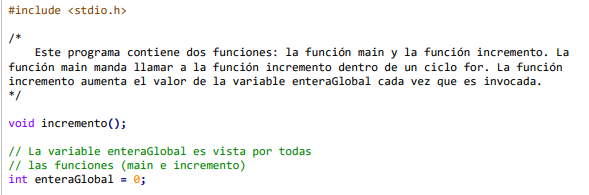 #include <stdio.h>
/*
Este programa contiene dos funciones: la función main y la función incremento. La
función main manda llamar a la función incremento dentro de un ciclo for. La función
incremento aumenta el valor de la variable enteraGlobal cada vez que es invocada.
*/
void incremento();
// La variable enteraGlobal es vista por todas
// las funciones (main e incremento)
int enteraGlobal = 0;